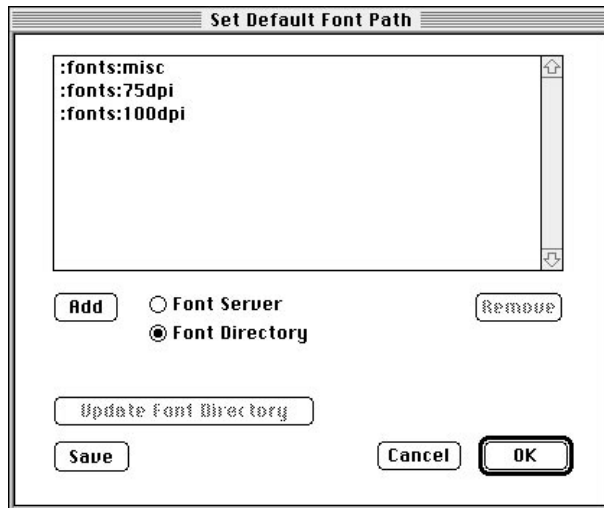 Set Default Font Path
:fonts:misc
:fonts:75dpi
:fonts:100dpi
Add
Font Server
Remove
Font Directory
Update Font Directory
Save
Cancel
OK